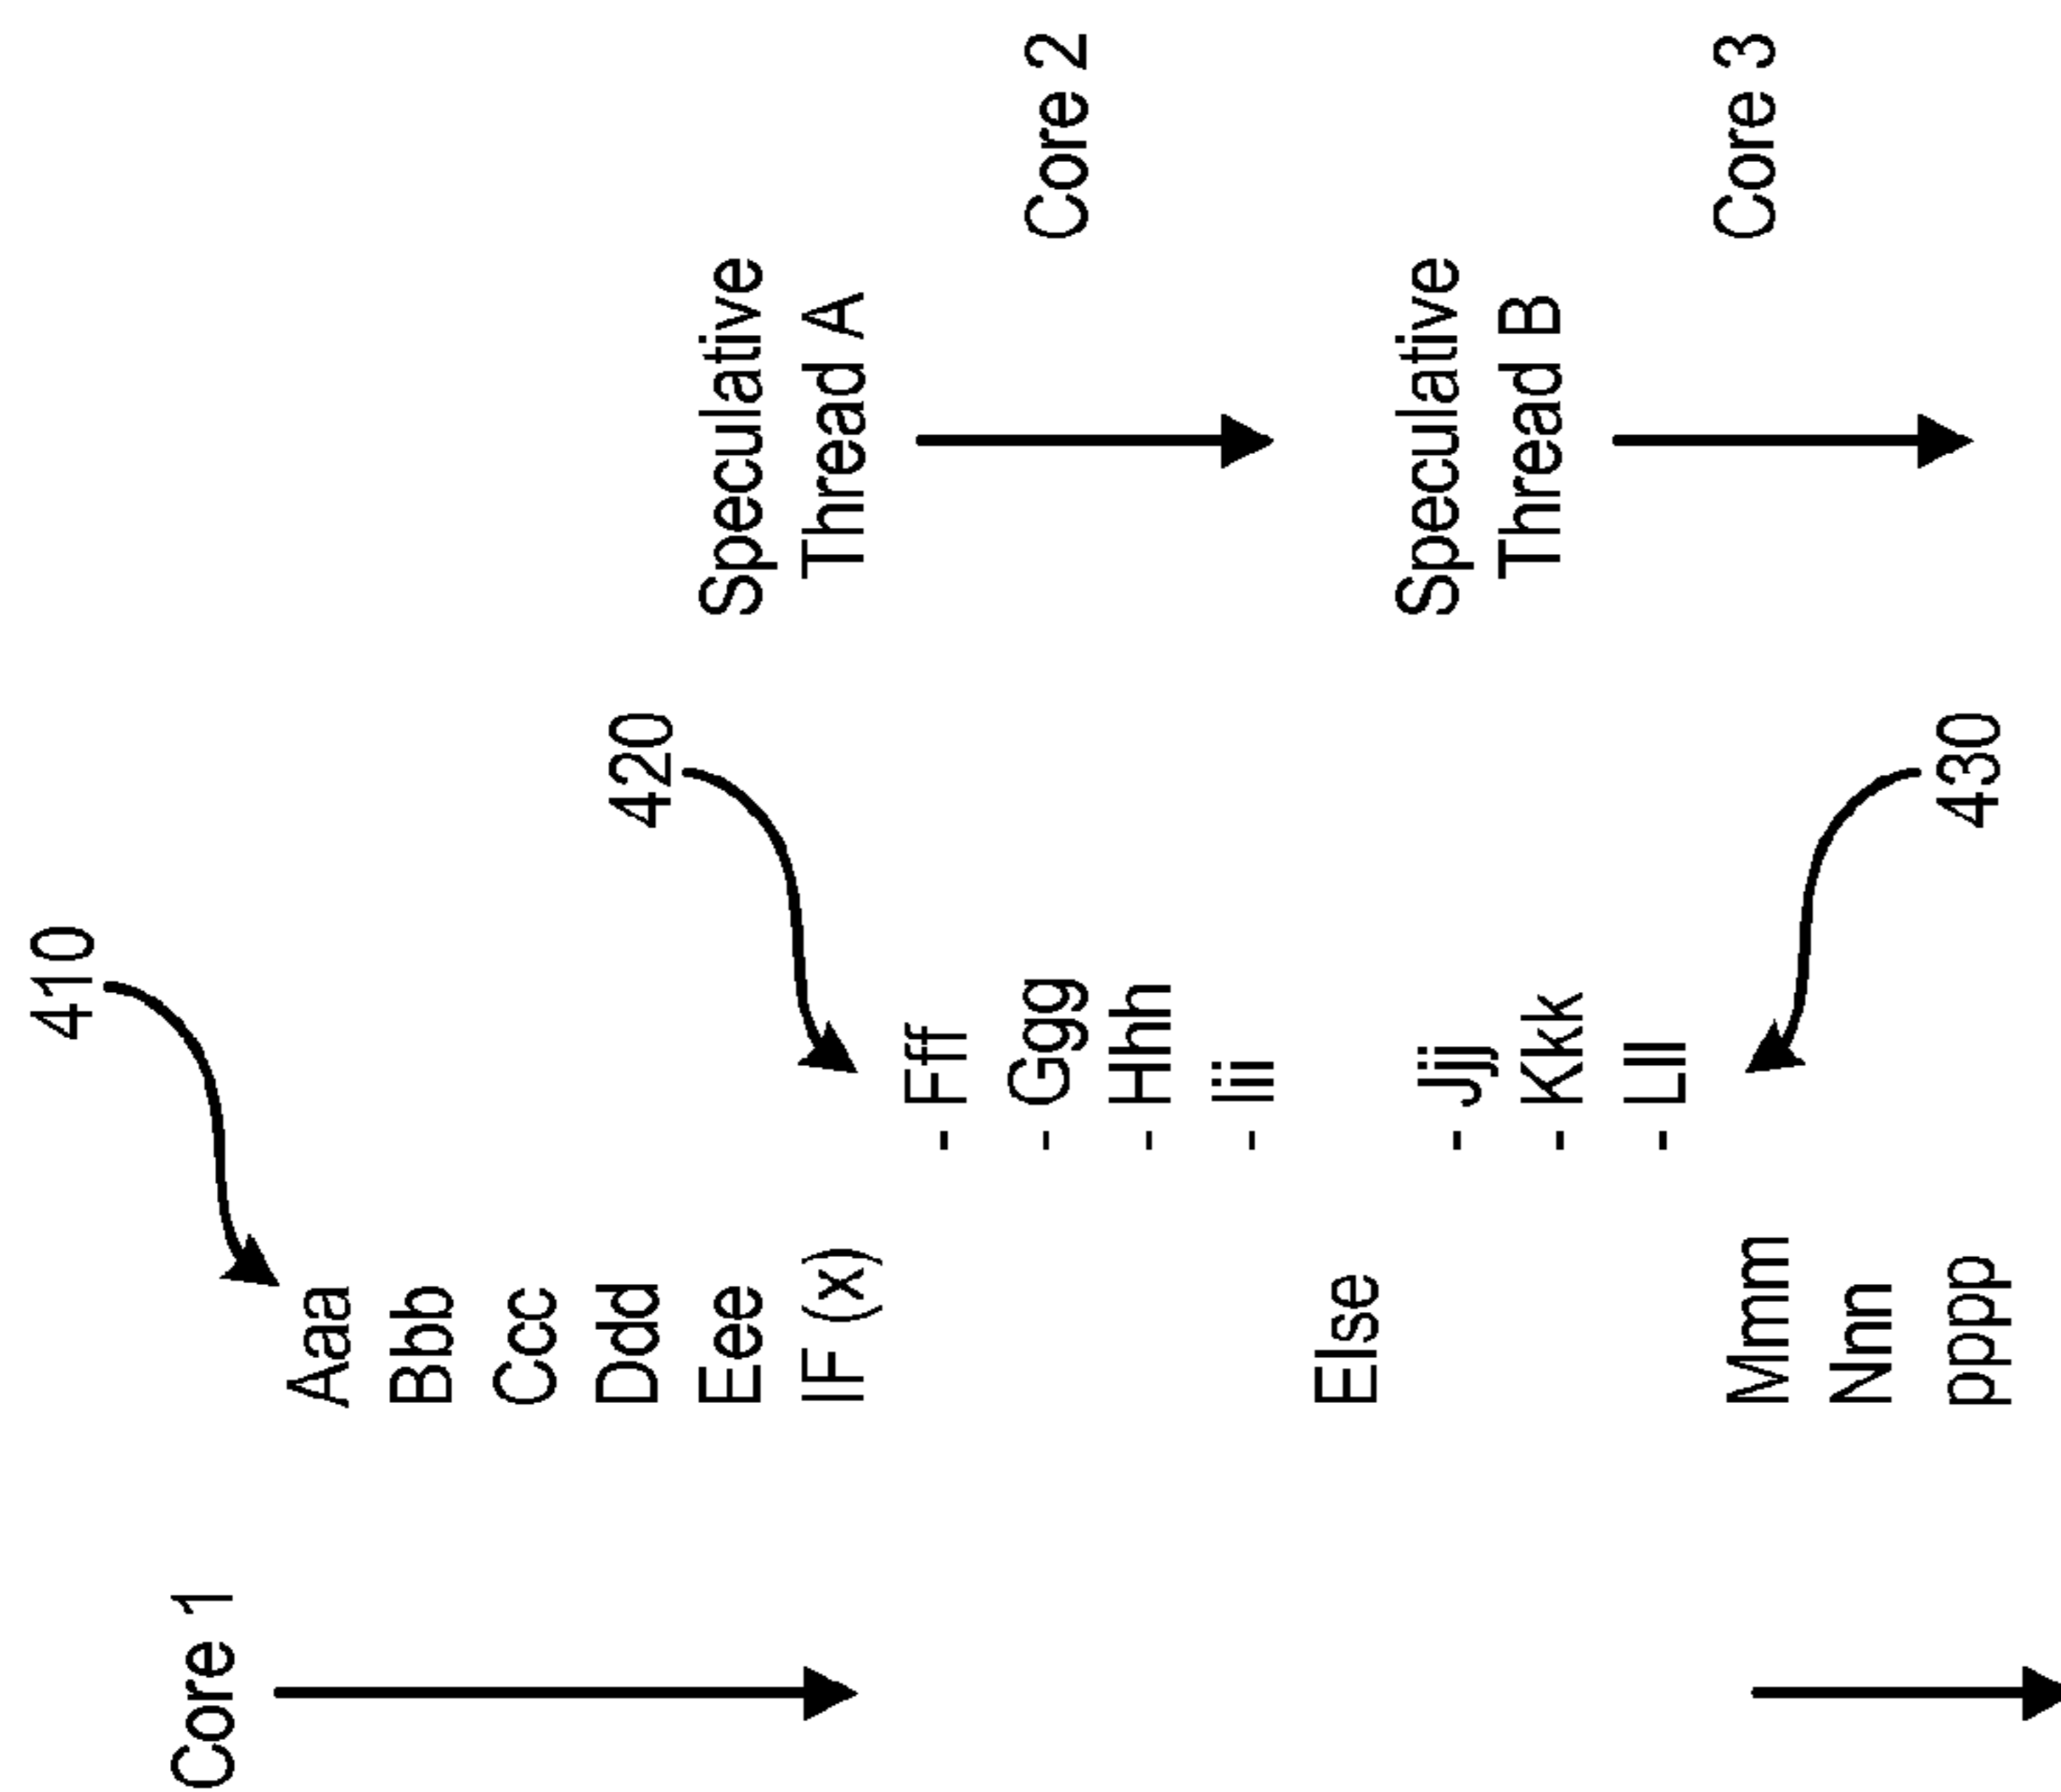 410
Core 1
Aaa
Bbb
Ccc
Ddd
Eee
IF (x)
420
- Fff
- Ggg
- Hhh
- Iii
Else
- Jjj
- Kkk
- Lll
Mmm
Nnn
pppp
430
Speculative
Thread A
Core 2
Speculative
Thread B
Core 3